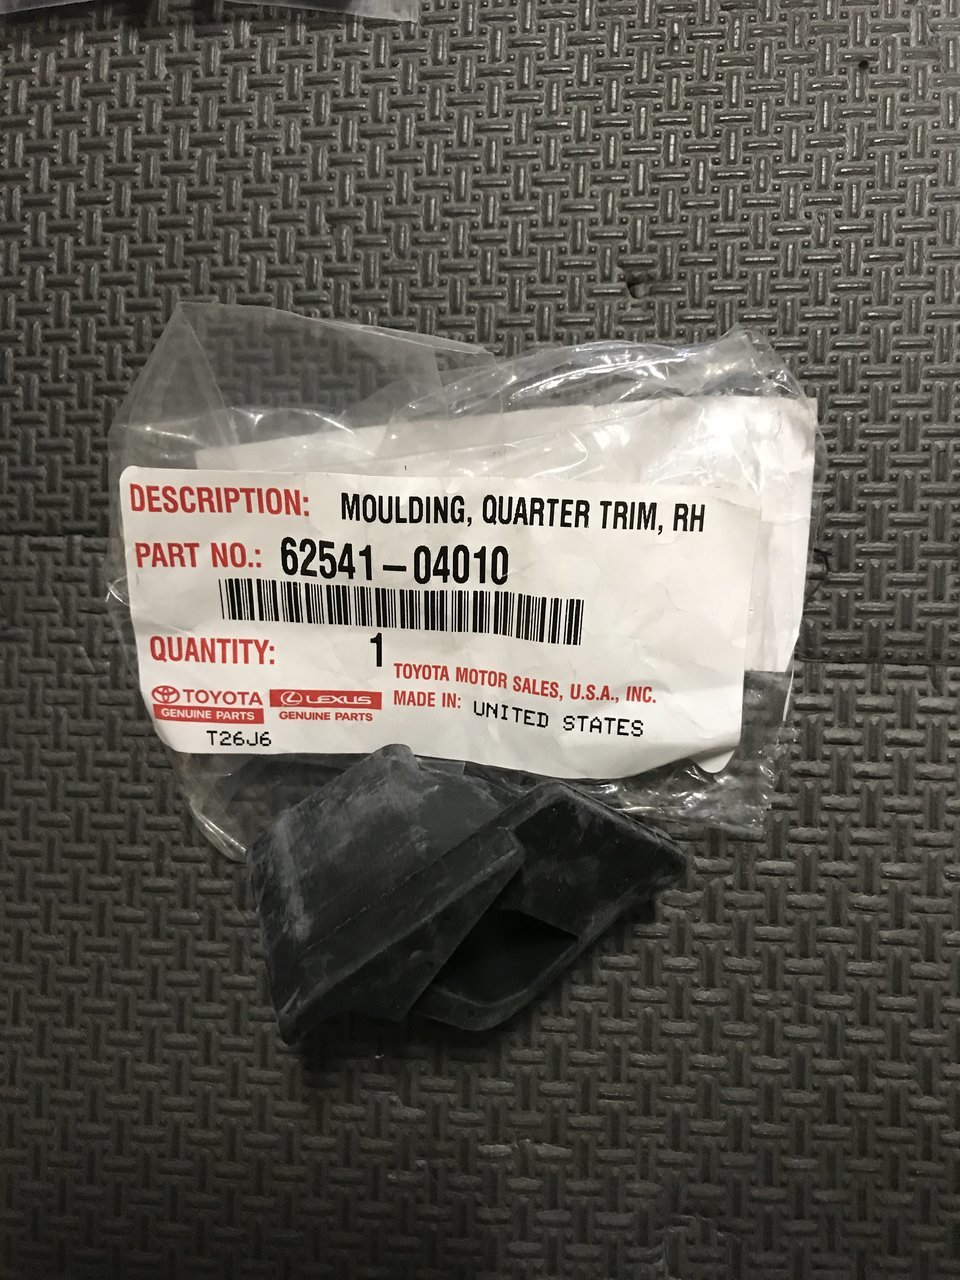 DESCRIPTION: MOULDING, QUARTER TRIM, RH
PART NO.: 62541-04010
QUANTITY: 1
TOYOTA MOTOR SALES, U.S.A., INC.
MADE IN: UNITED STATES
TOYOTA
GENUINE PARTS
LEXUS
GENUINE PARTS
T26J6